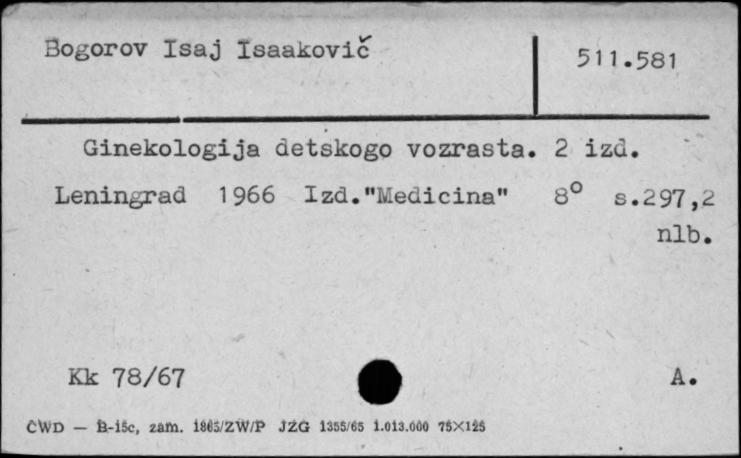 Bogorov Isaj Isaakovič
511.581
Ginekologija detskogo vozrasta. 2 izd.
Leningrad 1966 Izd."Medicina" 8° s.297,2
nlb.
Kk 78/67
A.
ČWD — B-15c, zam. 1865/ZW/P JZG 1355/65 1.013.000 75×125